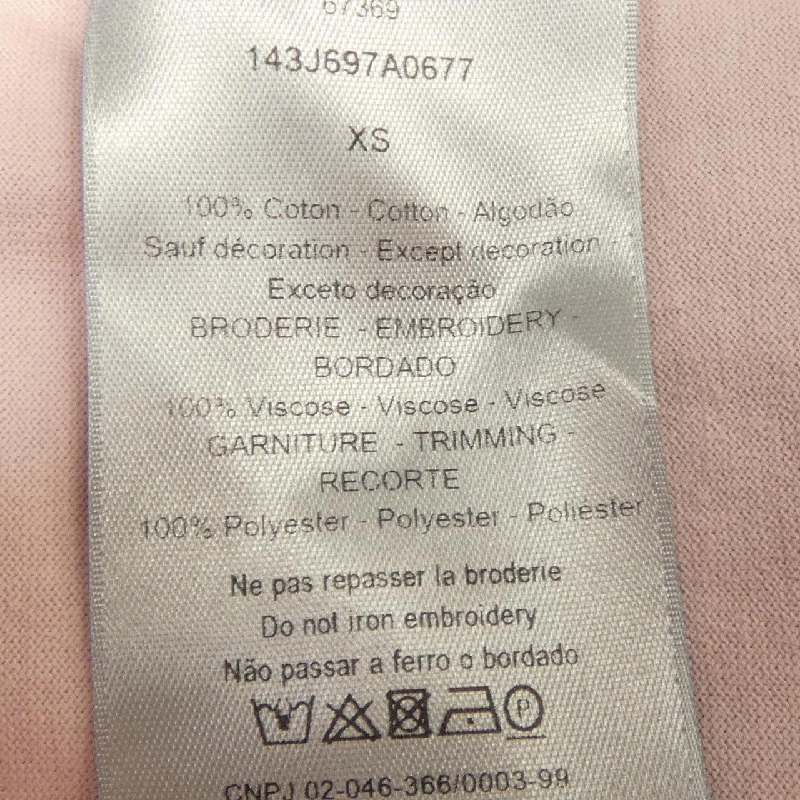 67369
143J697A0677
XS
100% Coton - Cotton - Algodão
Sauf décoration - Except decoration
Exceto decoração
BRODERIE - EMBROIDERY -
BORDADO
100% Viscose - Viscose - Viscose
GARNITURE - TRIMMING -
RECORTE
100% Polyester - Polyester - Poliéster
Ne pas repasser la broderie
Do not iron embroidery
Não passar a ferro o bordado
P
CNPJ 02-046-366/0003-99